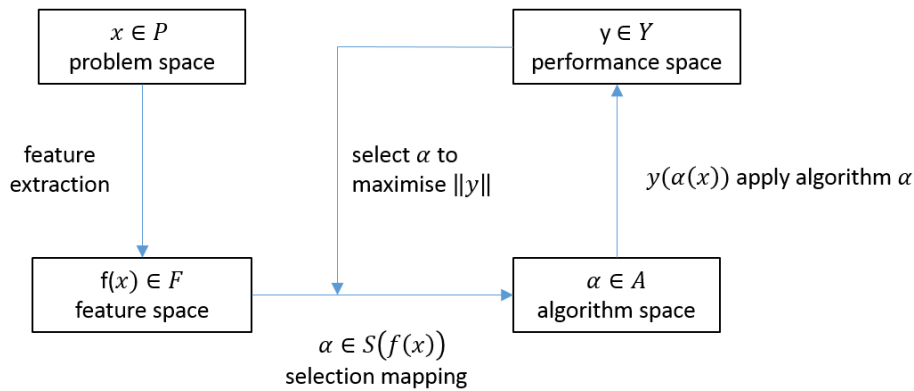 x ∈ P
problem space
y ∈ Y
performance space
feature
extraction
select α to
maximise ‖y‖
y(α(x)) apply algorithm α
f(x) ∈ F
feature space
α ∈ A
algorithm space
α ∈ S(f(x))
selection mapping